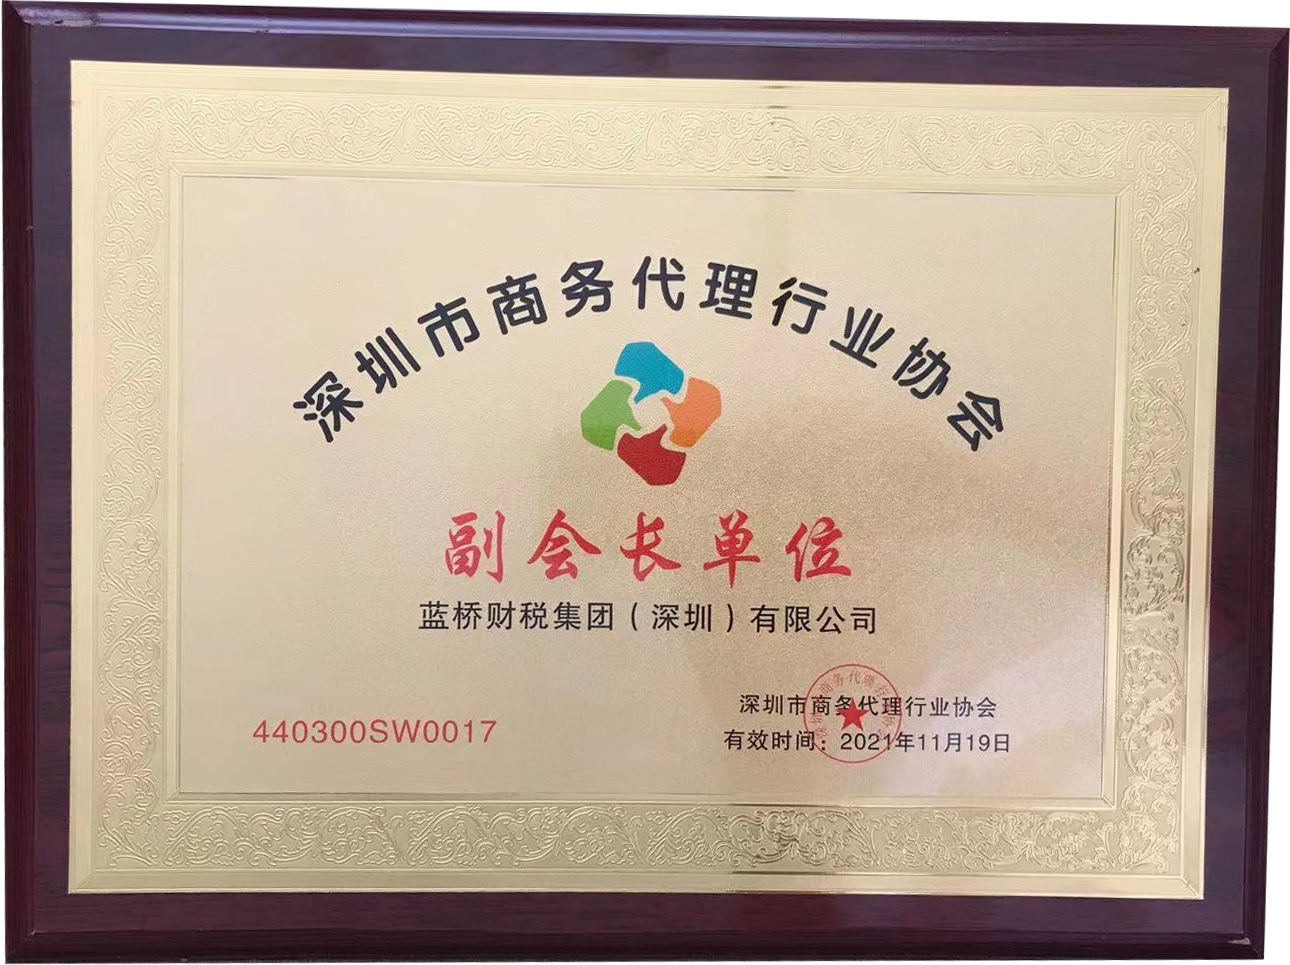 深圳市商务代理行业协会
副会长单位
蓝桥财税集团（深圳）有限公司
440300SW0017
深圳市商务代理行业协会
有效时间：2021年11月19日